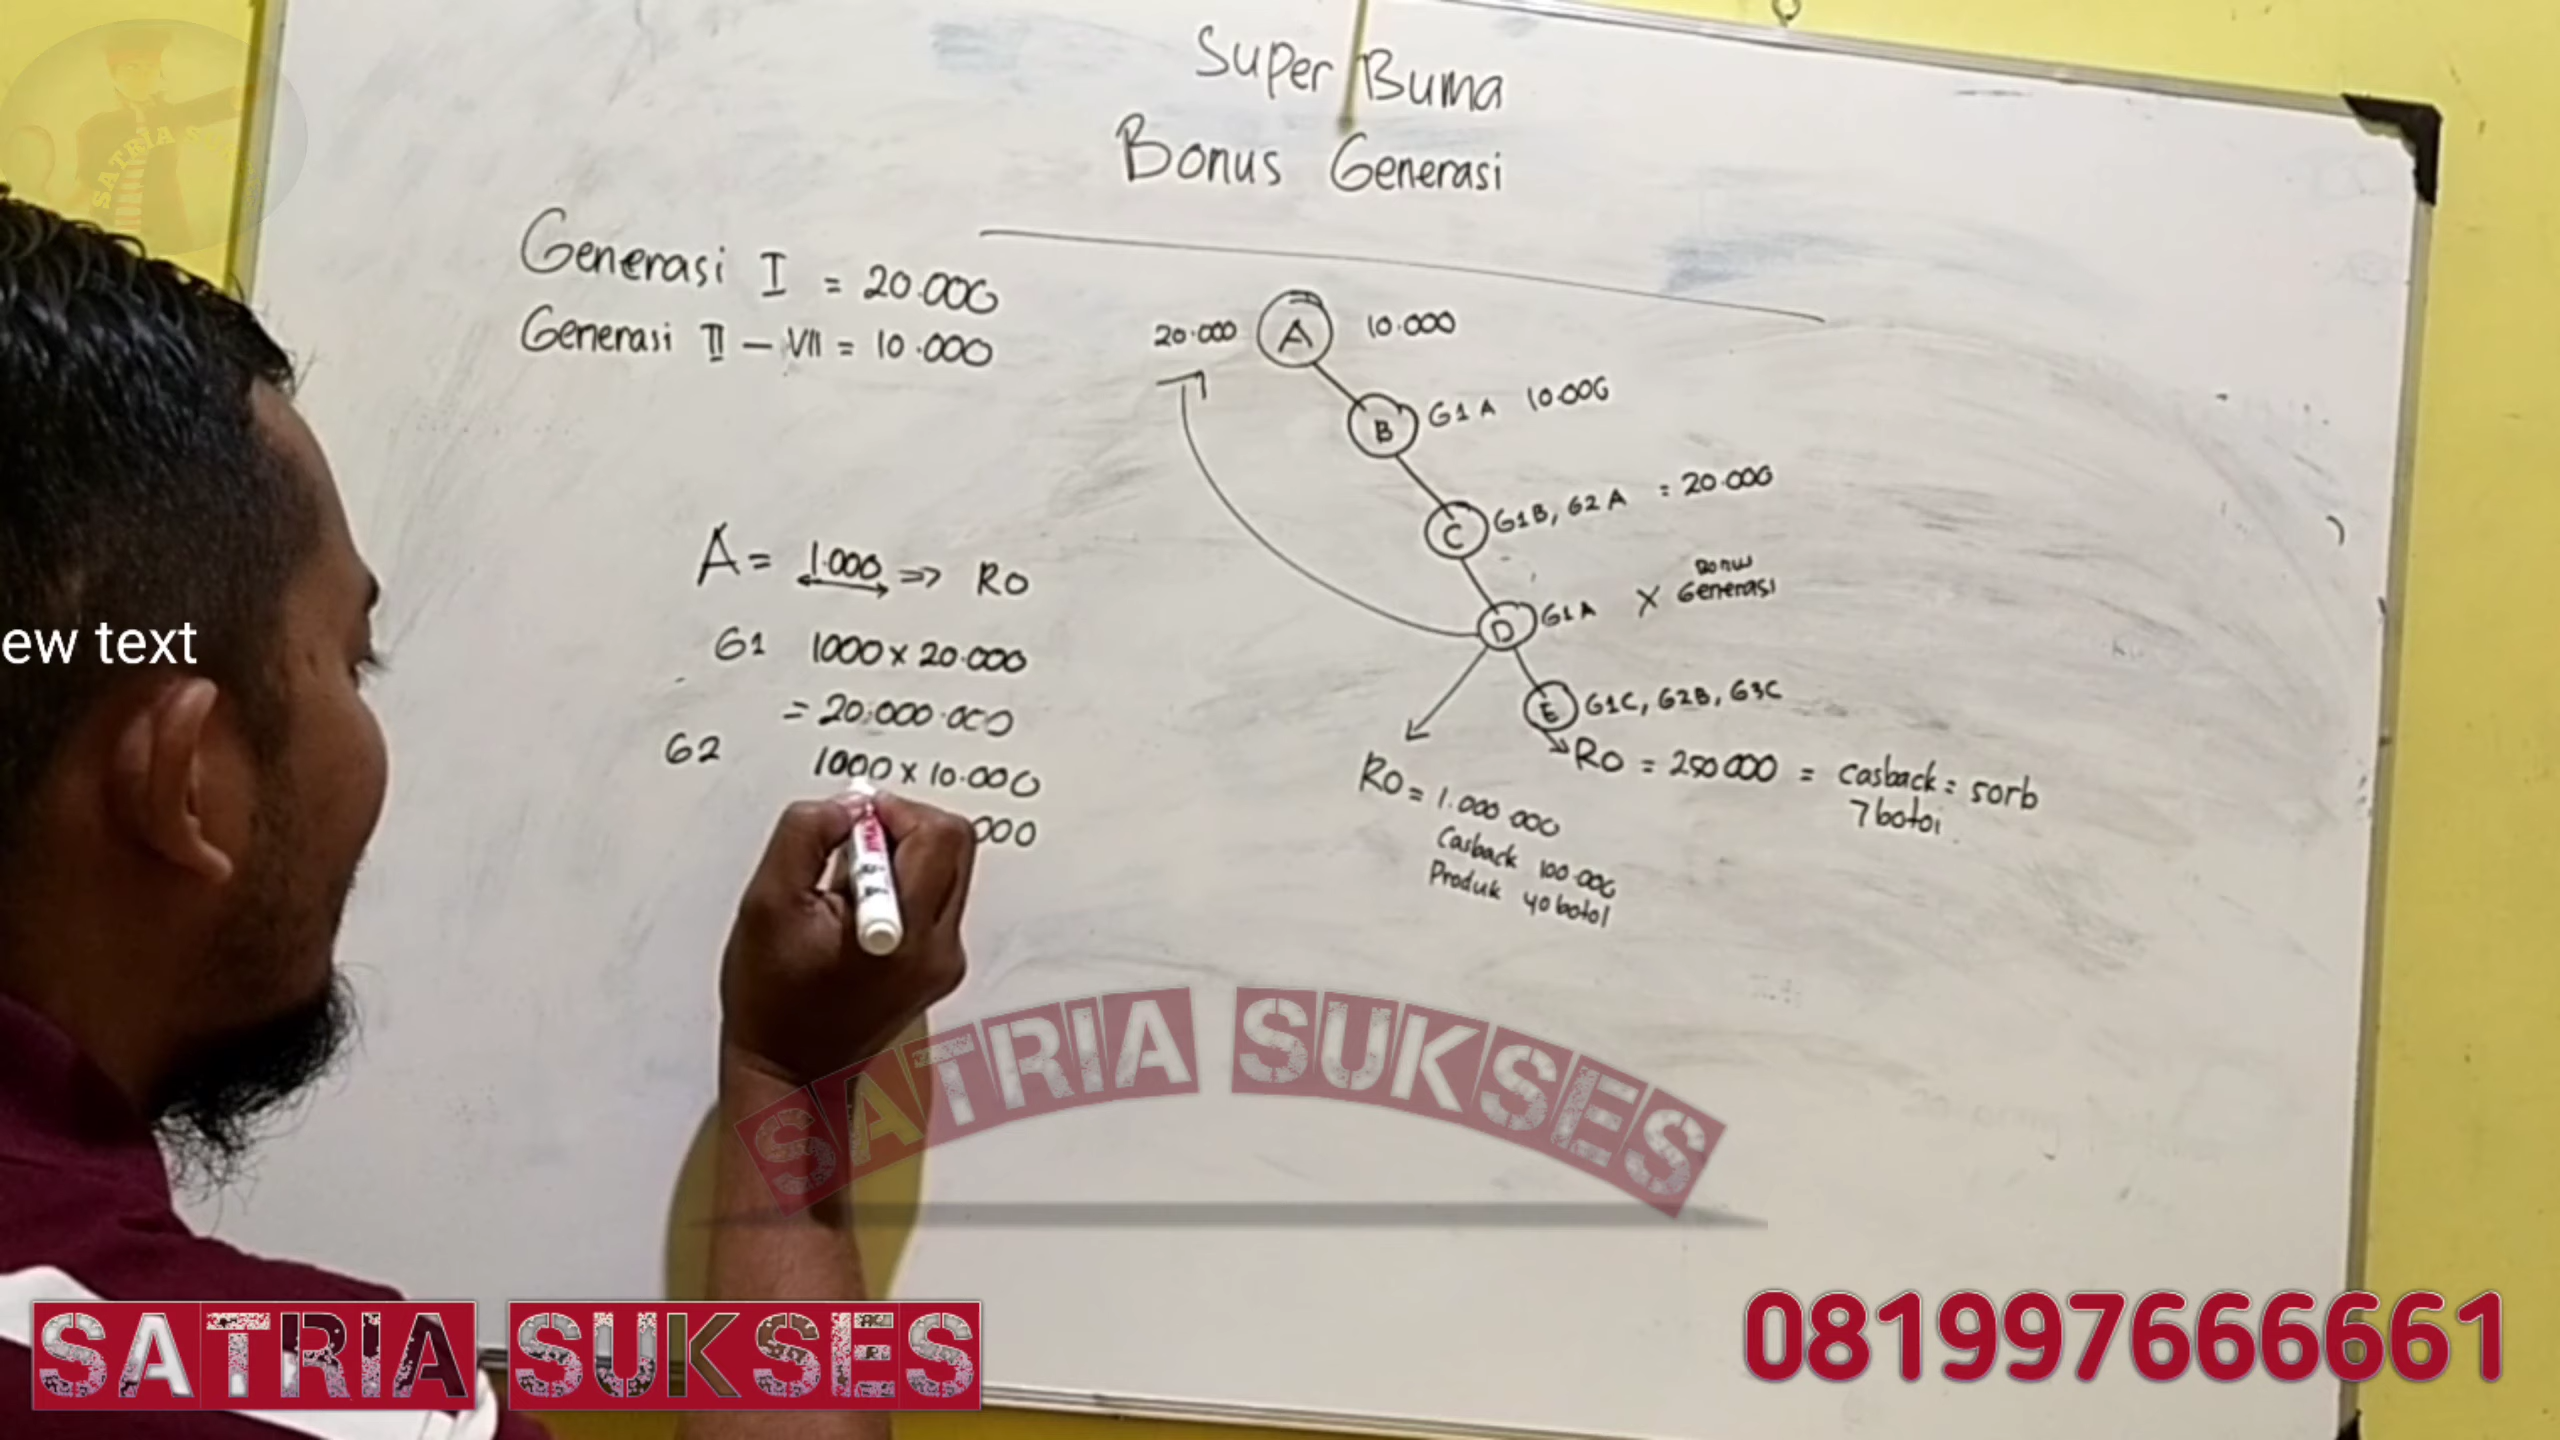 Super Buma
Bonus Generasi
Generasi I = 20.000
Generasi II - VII = 10.000
20.000 A 10.000
B G1 A 10.000
C G1B, G2 A = 20.000
D G1A X Bonus Generasi
E G1C, G2B, G3C
RO = 250 000 = Casback = 50rb
7 botol
RO = 1.000 000
Casback 100.000
Produk 40 botol
A = 1.000 => RO
G1 1000 x 20.000
= 20.000.000
G2 1000 x 10.000
000
ew text
SATRIA SUKSES
SATRIA SUKSES
081997666661